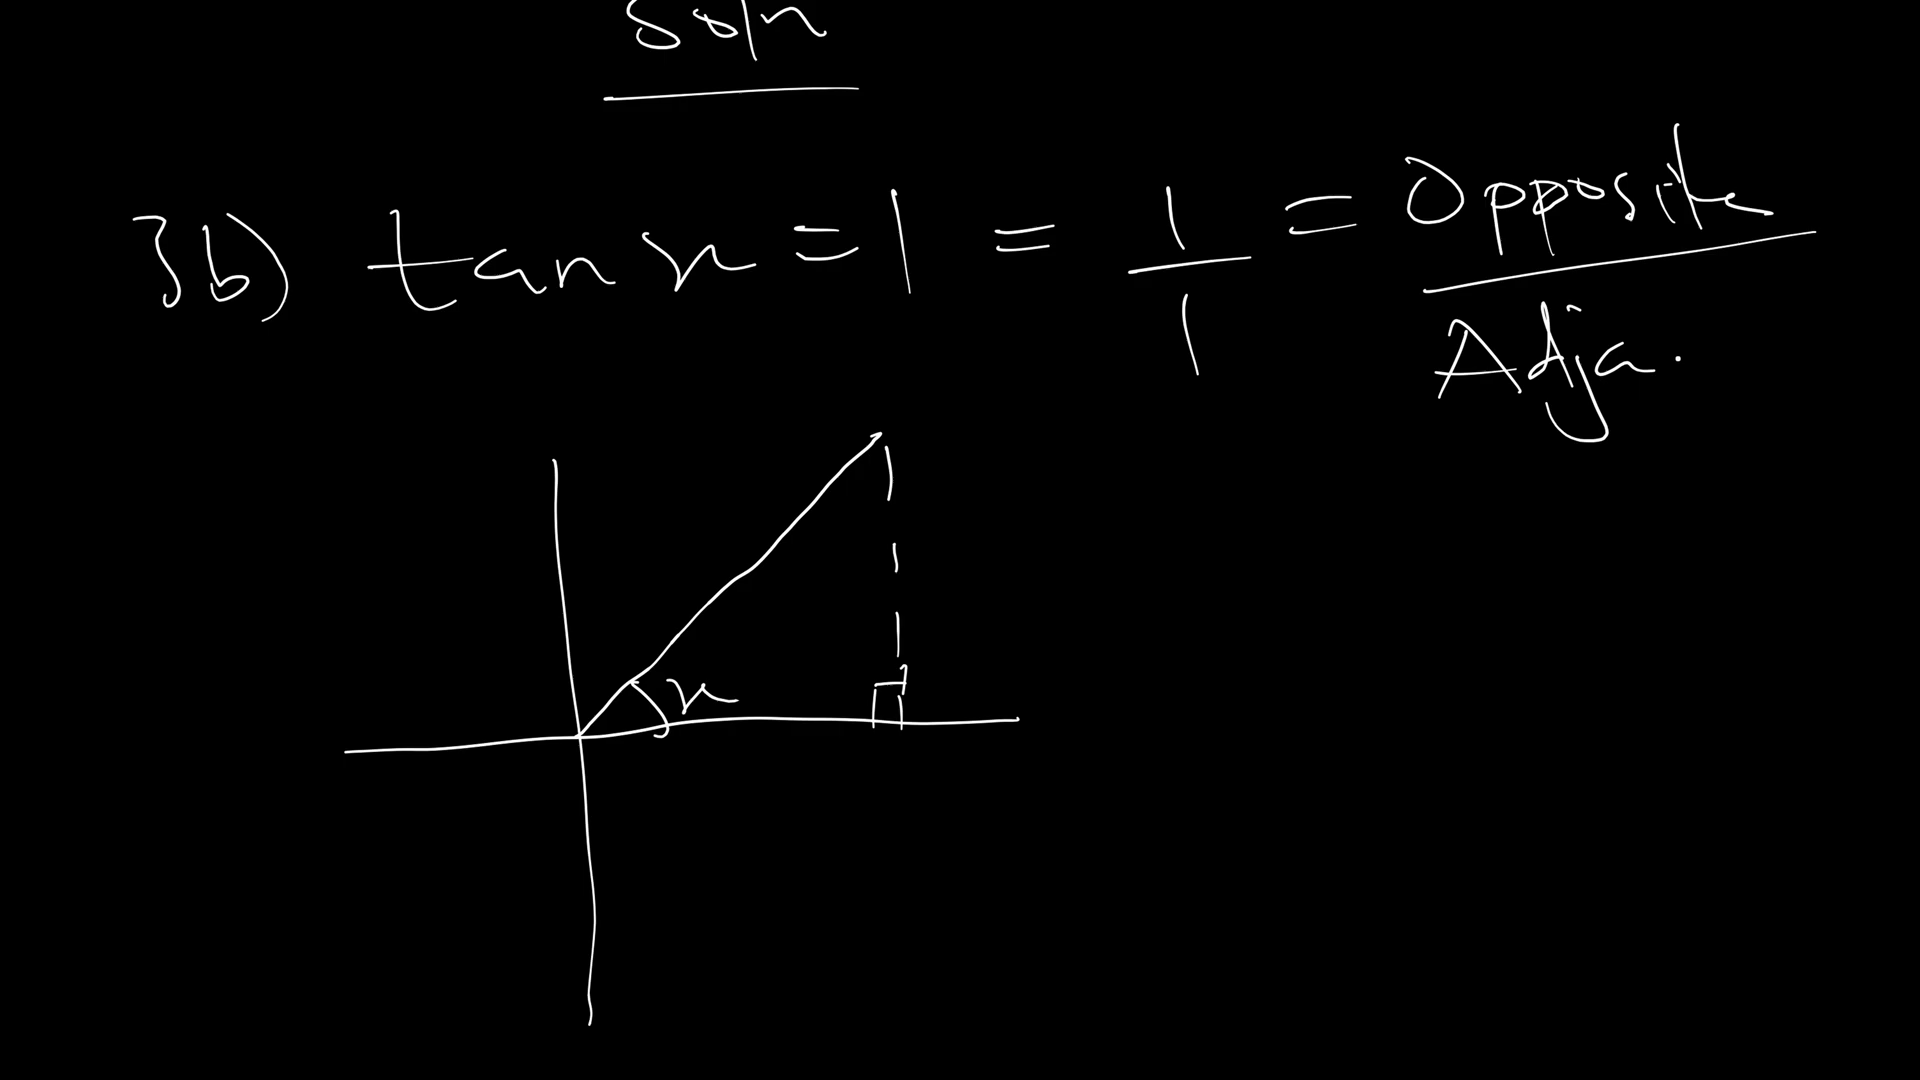 Soln
3b) tan x = 1 = 1/1 = Opposite/Adja.
x